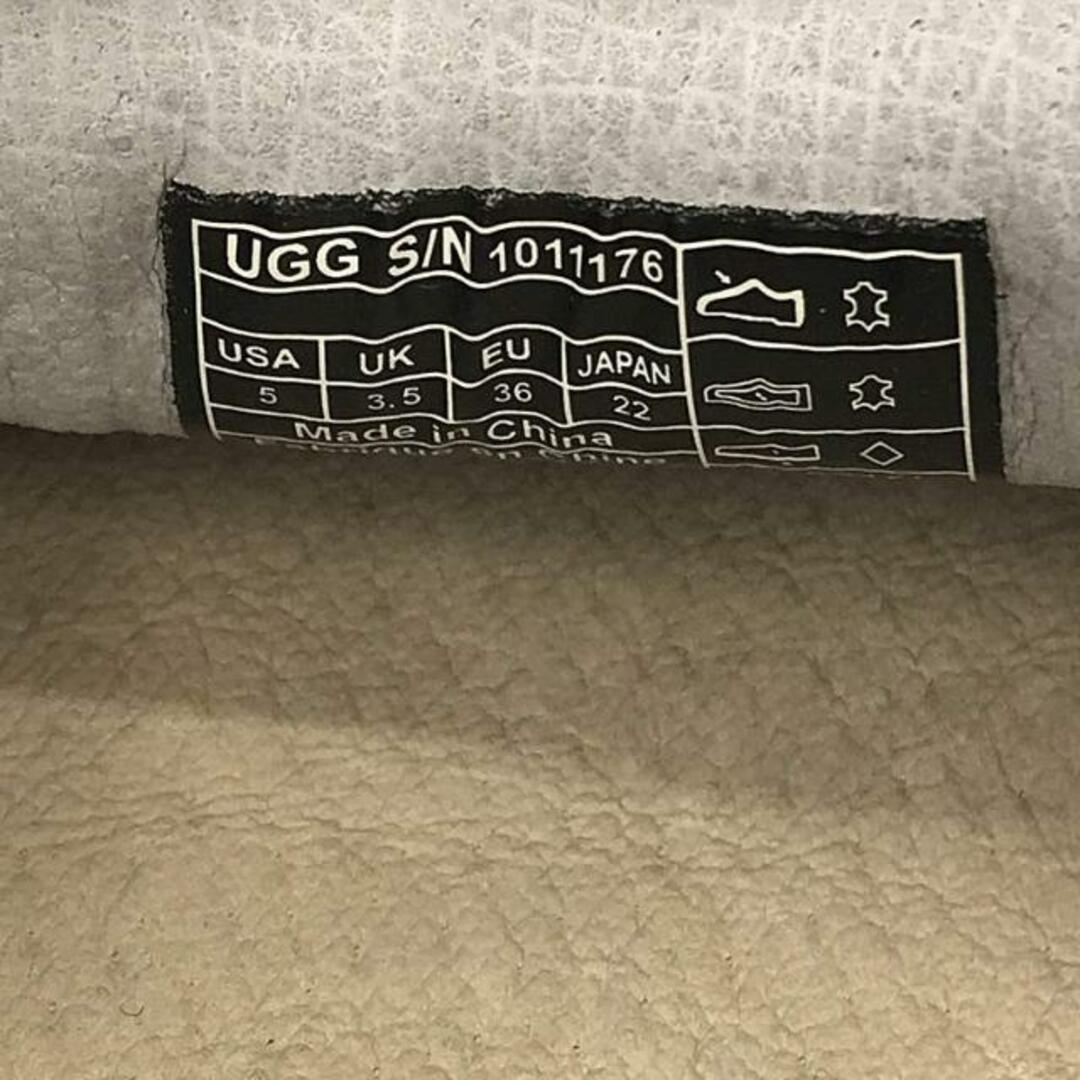 UGG S/N 1011176
USA UK EU JAPAN
5 3.5 36 22
Made in China